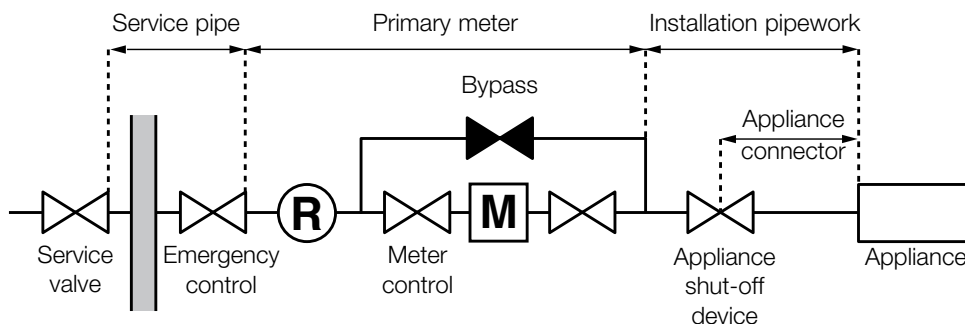 Service pipe
Primary meter
Installation pipework
Bypass
Appliance
connector
R
M
Service
valve
Emergency
control
Meter
control
Appliance
shut-off
device
Appliance